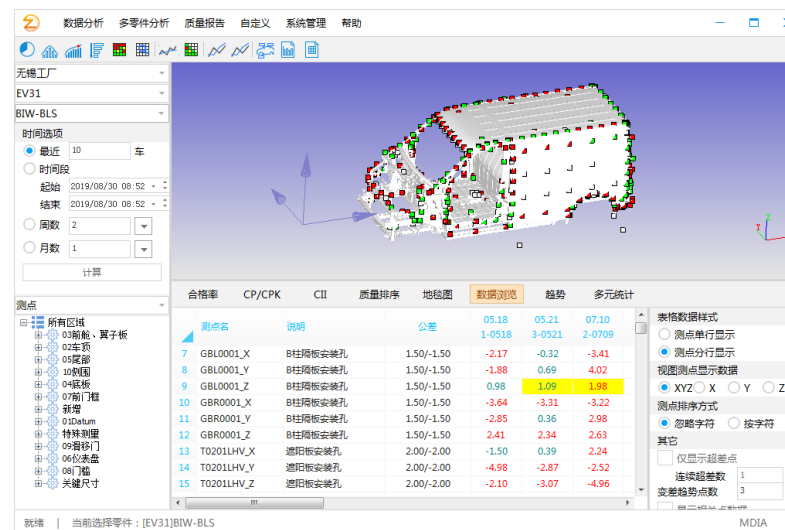 数据分析 多零件分析 质量报告 自定义 系统管理 帮助
无锡工厂
EV31
BIW-BLS
时间选项
最近 10 车
时间段
起始 2019/08/30 08:52
结束 2019/08/30 08:52
周数 2
月数 1
计算
测点
所有区域
03前舱、翼子板
02车顶
05尾部
10侧围
04底板
07前门框
新增
01Datum
特殊测量
09滑移门
06仪表盘
08门槛
关键尺寸
Z
Y
合格率 CP/CPK CII 质量排序 地毯图 数据浏览 趋势 多元统计
测点名 说明 公差 05.18 1-0518 05.21 3-0521 07.10 2-0709
7 GBL0001_X B柱隔板安装孔 1.50/-1.50 -2.17 -0.32 -3.41
8 GBL0001_Y B柱隔板安装孔 1.50/-1.50 -1.88 0.69 4.02
9 GBL0001_Z B柱隔板安装孔 1.50/-1.50 0.98 1.09 1.98
10 GBR0001_X B柱隔板安装孔 1.50/-1.50 -3.64 -3.31 -3.22
11 GBR0001_Y B柱隔板安装孔 1.50/-1.50 -2.85 0.36 2.98
12 GBR0001_Z B柱隔板安装孔 1.50/-1.50 2.41 2.34 2.63
13 T0201LHV_X 遮阳板安装孔 2.00/-2.00 -1.50 0.39 2.24
14 T0201LHV_Y 遮阳板安装孔 2.00/-2.00 -4.98 -2.87 -2.52
15 T0201LHV_Z 遮阳板安装孔 2.00/-2.00 -2.10 -3.07 -4.96
表格数据样式
测点单行显示
测点分行显示
视图测点显示数据
XYZ X Y Z
测点排序方式
忽略字符 按字符
其它
仅显示超差点
连续超差数 1
变差趋势点数 3
显示相关点数据
就绪 | 当前选择零件：[EV31]BIW-BLS
MDIA